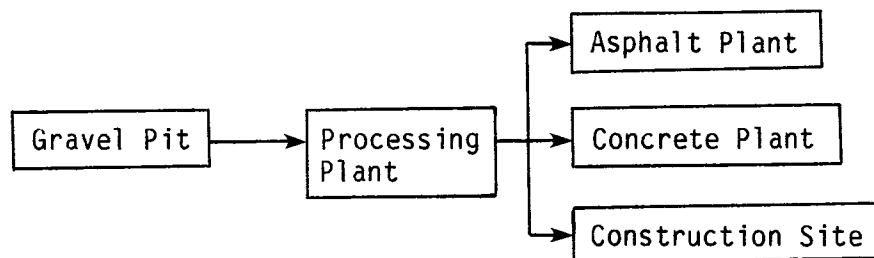 Asphalt Plant
Gravel Pit
Processing
Plant
Concrete Plant
Construction Site